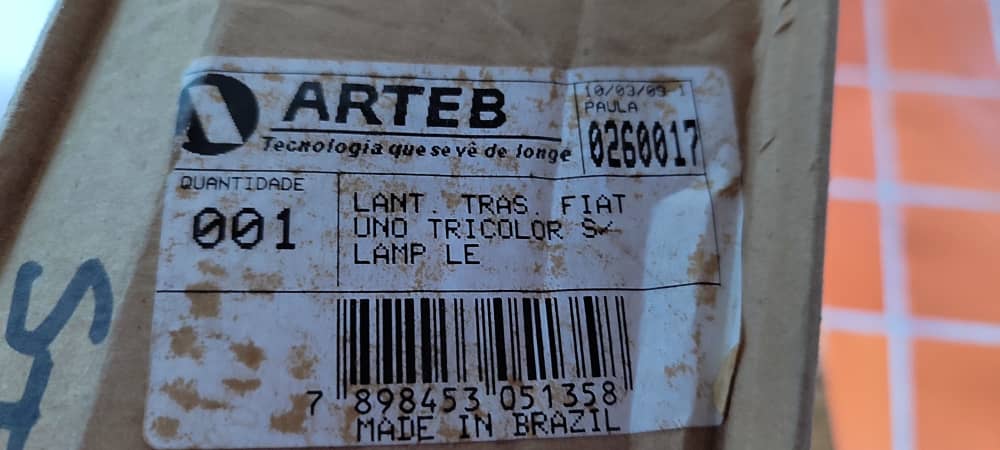 ARTEB
Tecnologia que se vê de longe
10/03/09 1
PAULA
0260017
QUANTIDADE
001
LANT. TRAS. FIAT
UNO TRICOLOR S/
LAMP LE
7 898453 051358
MADE IN BRAZIL